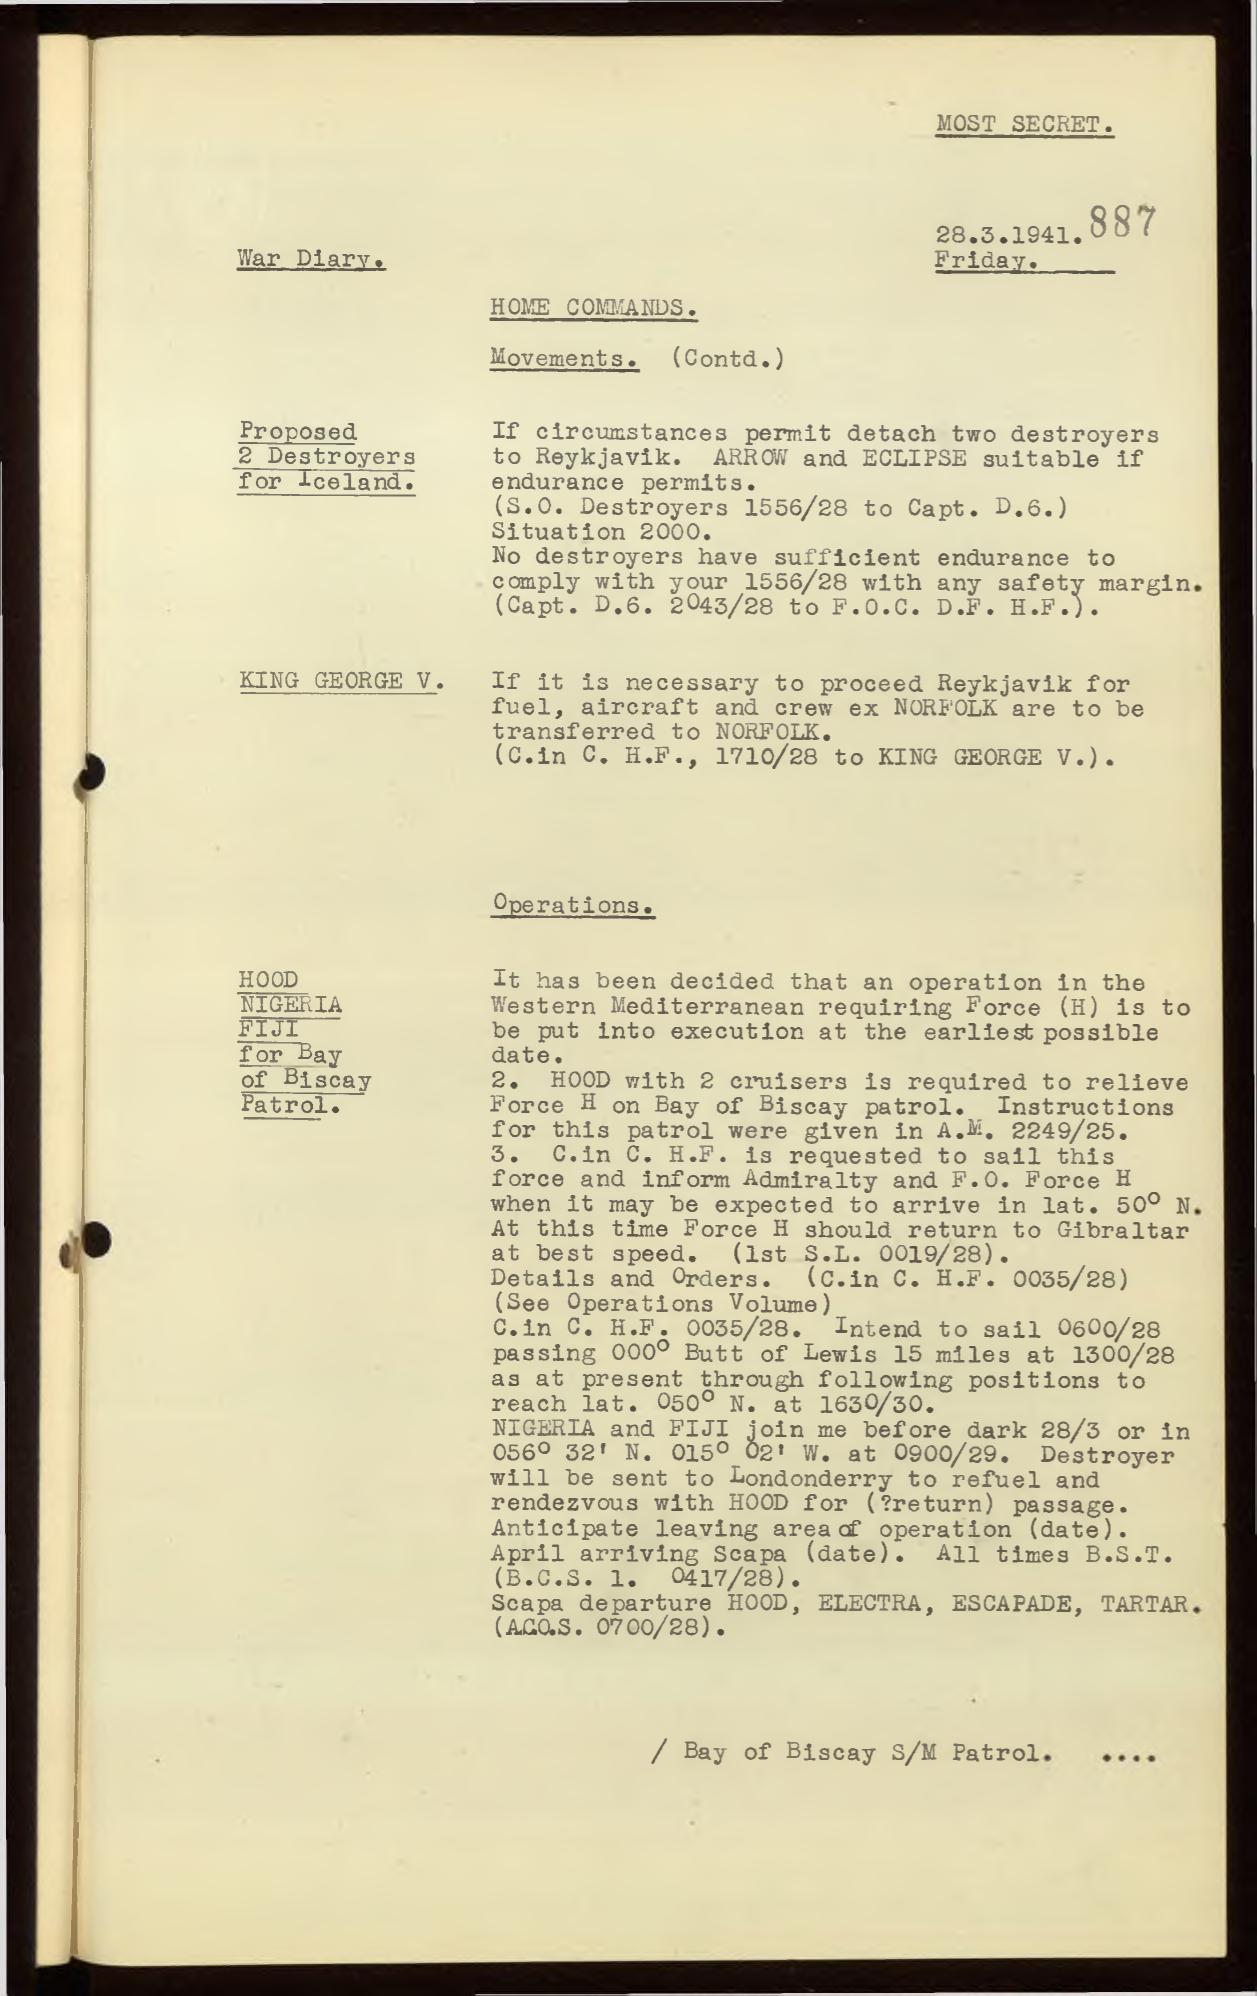 MOST SECRET.
28.3.1941. 887
War Diary.
Friday.
HOME COMMANDS.
Movements. (Contd.)
Proposed
2 Destroyers
for Iceland.
If circumstances permit detach two destroyers
to Reykjavik. ARROW and ECLIPSE suitable if
endurance permits.
(S.O. Destroyers 1556/28 to Capt. D.6.)
Situation 2000.
No destroyers have sufficient endurance to
comply with your 1556/28 with any safety margin.
(Capt. D.6. 2043/28 to F.O.C. D.F. H.F.).
KING GEORGE V.
If it is necessary to proceed Reykjavik for
fuel, aircraft and crew ex NORFOLK are to be
transferred to NORFOLK.
(C.in C. H.F., 1710/28 to KING GEORGE V.).
Operations.
HOOD
NIGERIA
FIJI
for Bay
of Biscay
Patrol.
It has been decided that an operation in the
Western Mediterranean requiring Force (H) is to
be put into execution at the earliest possible
date.
2. HOOD with 2 cruisers is required to relieve
Force H on Bay of Biscay patrol. Instructions
for this patrol were given in A.M. 2249/25.
3. C.in C. H.F. is requested to sail this
force and inform Admiralty and F.O. Force H
when it may be expected to arrive in lat. 50° N.
At this time Force H should return to Gibraltar
at best speed. (1st S.L. 0019/28).
Details and Orders. (C.in C. H.F. 0035/28)
(See Operations Volume)
C.in C. H.F. 0035/28. Intend to sail 0600/28
passing 000° Butt of Lewis 15 miles at 1300/28
as at present through following positions to
reach lat. 050° N. at 1630/30.
NIGERIA and FIJI join me before dark 28/3 or in
056° 32' N. 015° 02' W. at 0900/29. Destroyer
will be sent to Londonderry to refuel and
rendezvous with HOOD for (?return) passage.
Anticipate leaving area of operation (date).
April arriving Scapa (date). All times B.S.T.
(B.C.S. 1. 0417/28).
Scapa departure HOOD, ELECTRA, ESCAPADE, TARTAR.
(A.C.O.S. 0700/28).
/ Bay of Biscay S/M Patrol. ....